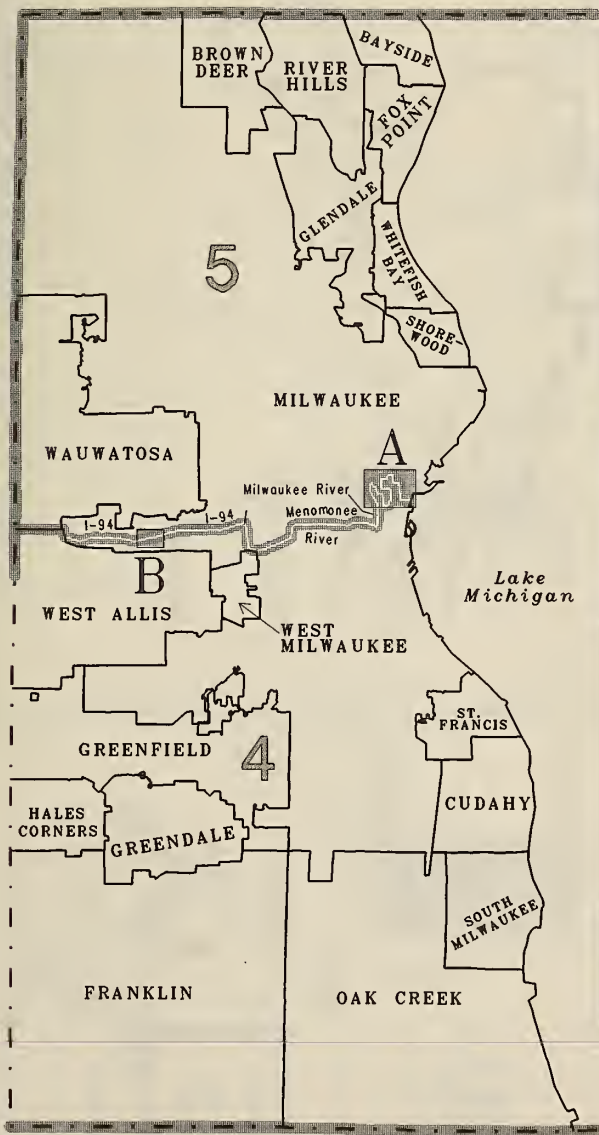 BROWN
DEER
RIVER
HILLS
BAYSIDE
FOX
POINT
GLENDALE
WHITEFISH
BAY
5
SHORE-
WOOD
MILWAUKEE
WAUWATOSA
A
Milwaukee River
Menomonee
River
I-94
I-94
B
Lake
Michigan
WEST ALLIS
WEST
MILWAUKEE
ST.
FRANCIS
GREENFIELD
4
HALES
CORNERS
GREENDALE
CUDAHY
SOUTH
MILWAUKEE
FRANKLIN
OAK CREEK